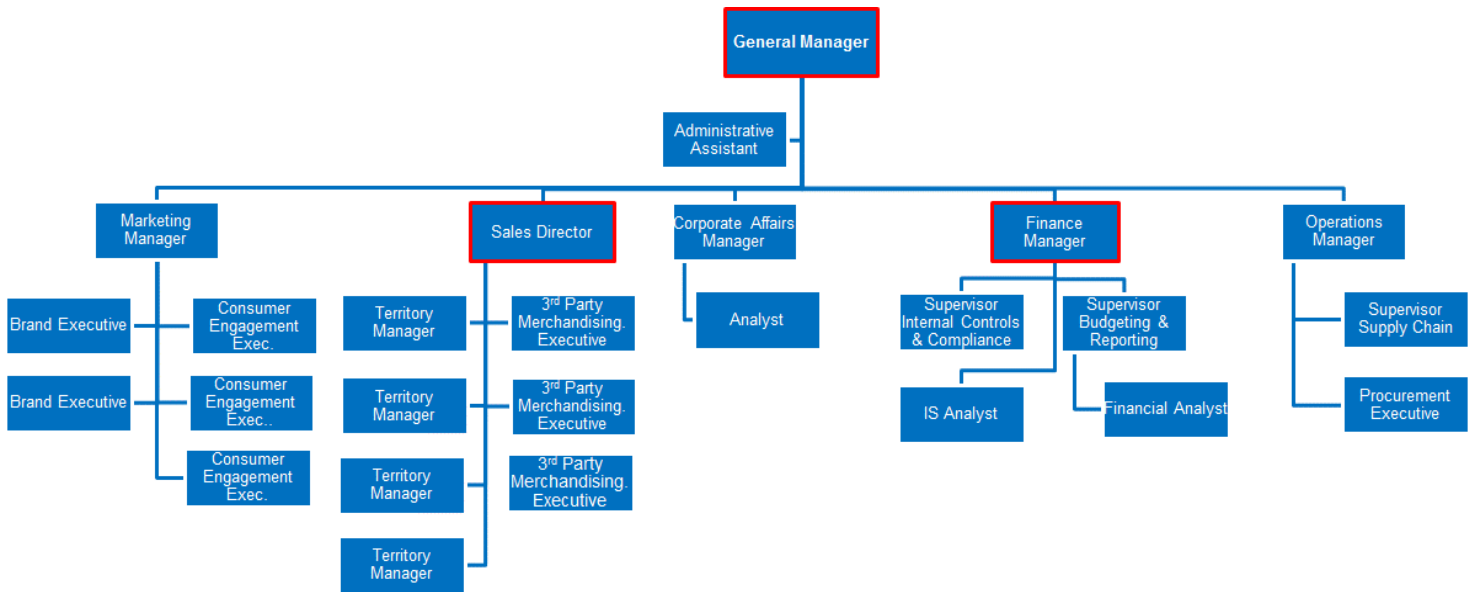 General Manager
Administrative
Assistant
Marketing
Manager
Sales Director
Corporate Affairs
Manager
Finance
Manager
Operations
Manager
Brand Executive
Consumer
Engagement
Exec.
Brand Executive
Consumer
Engagement
Exec..
Consumer
Engagement
Exec.
Territory
Manager
3rd Party
Merchandising.
Executive
Territory
Manager
3rd Party
Merchandising.
Executive
Territory
Manager
3rd Party
Merchandising.
Executive
Territory
Manager
Analyst
Supervisor
Internal Controls
& Compliance
Supervisor
Budgeting &
Reporting
IS Analyst
Financial Analyst
Supervisor
Supply Chain
Procurement
Executive